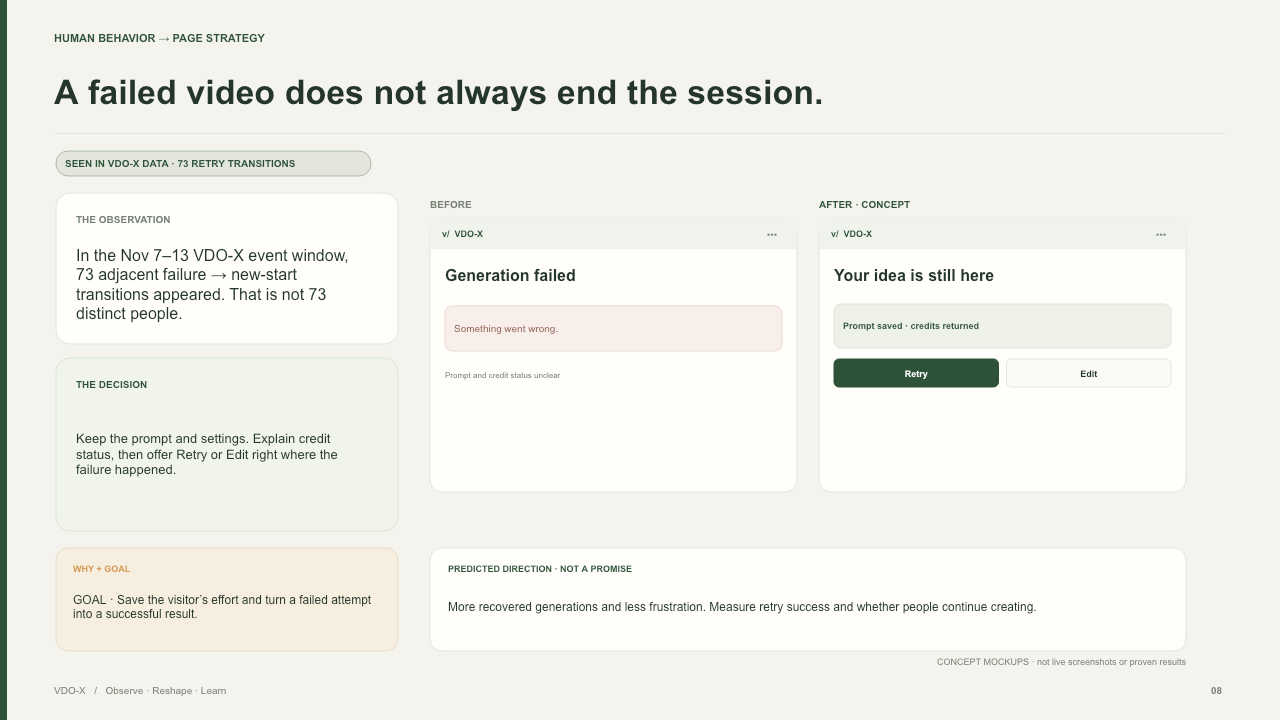 HUMAN BEHAVIOR → PAGE STRATEGY
A failed video does not always end the session.
SEEN IN VDO-X DATA · 73 RETRY TRANSITIONS
THE OBSERVATION
In the Nov 7–13 VDO-X event window,
73 adjacent failure → new-start
transitions appeared. That is not 73
distinct people.
THE DECISION
Keep the prompt and settings. Explain credit
status, then offer Retry or Edit right where the
failure happened.
WHY + GOAL
GOAL · Save the visitor’s effort and turn a failed attempt
into a successful result.
BEFORE
v/ VDO-X •••
Generation failed
Something went wrong.
Prompt and credit status unclear
AFTER · CONCEPT
v/ VDO-X •••
Your idea is still here
Prompt saved · credits returned
Retry Edit
PREDICTED DIRECTION · NOT A PROMISE
More recovered generations and less frustration. Measure retry success and whether people continue creating.
CONCEPT MOCKUPS · not live screenshots or proven results
VDO-X / Observe · Reshape · Learn
08